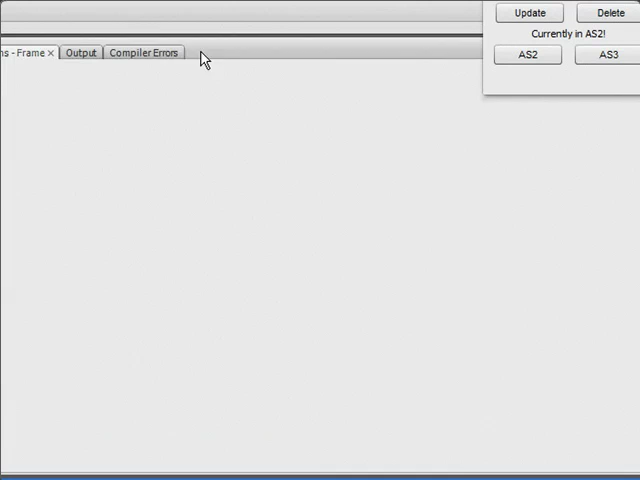 Update Delete
Currently in AS2!
ns - Frame × Output Compiler Errors
AS2 AS3